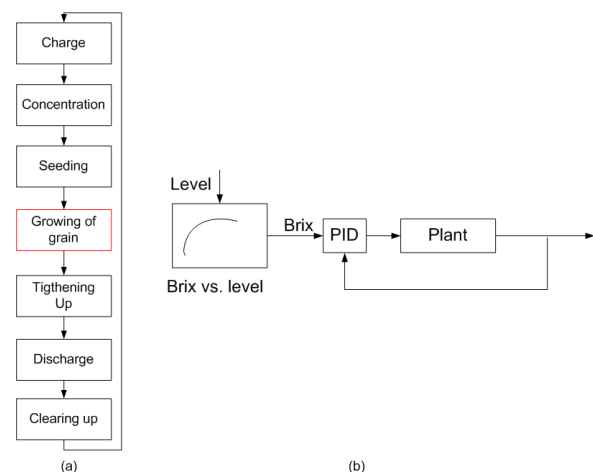 Charge
Concentration
Seeding
Growing of
grain
Tigthening
Up
Discharge
Clearing up
(a)
Level
Brix
PID
Plant
Brix vs. level
(b)